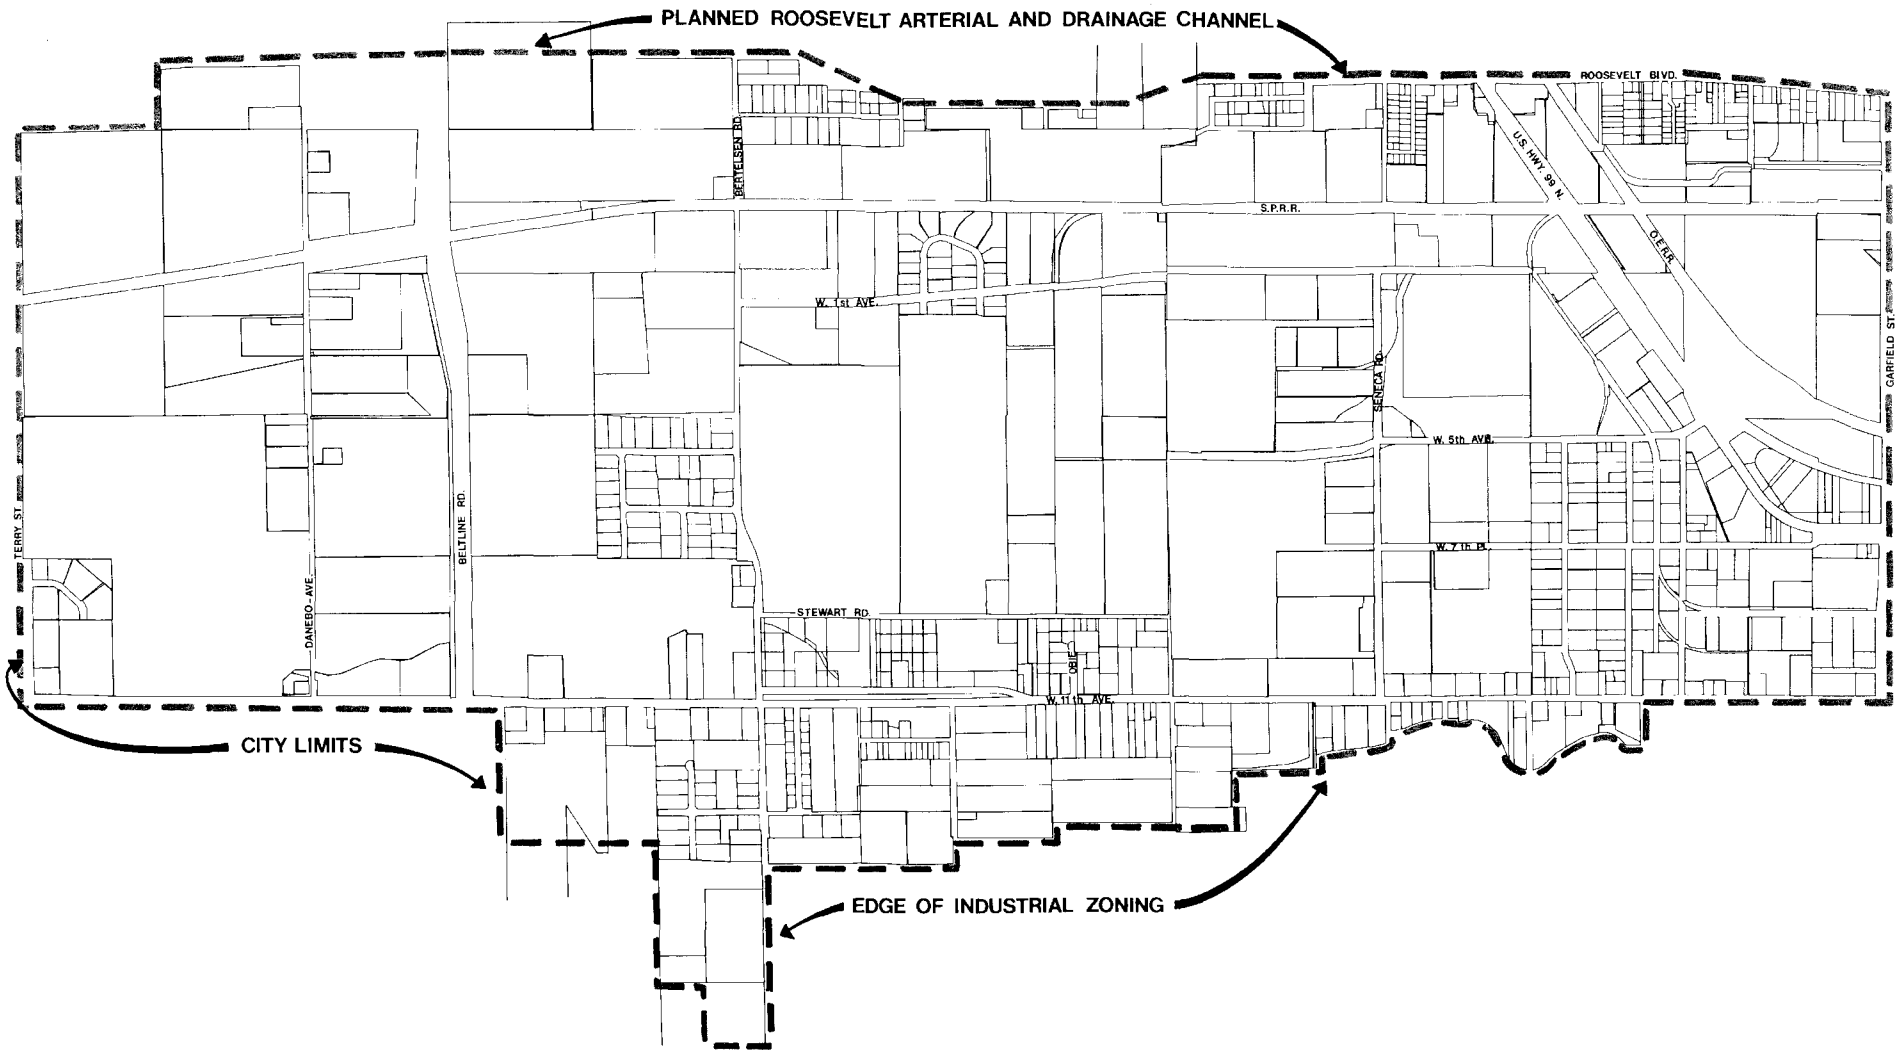 PLANNED ROOSEVELT ARTERIAL AND DRAINAGE CHANNEL
ROOSEVELT BLVD.
BERTELSEN RD.
U.S. HWY. 99 N.
S.P.R.R.
O.E.R.R.
W. 1st AVE.
GARFIELD ST.
SENECA RD.
W. 5th AVE.
TERRY ST.
BELTLINE RD.
W. 7th PL.
DANEBO AVE.
STEWART RD.
OBIE
W. 11th AVE.
CITY LIMITS
EDGE OF INDUSTRIAL ZONING